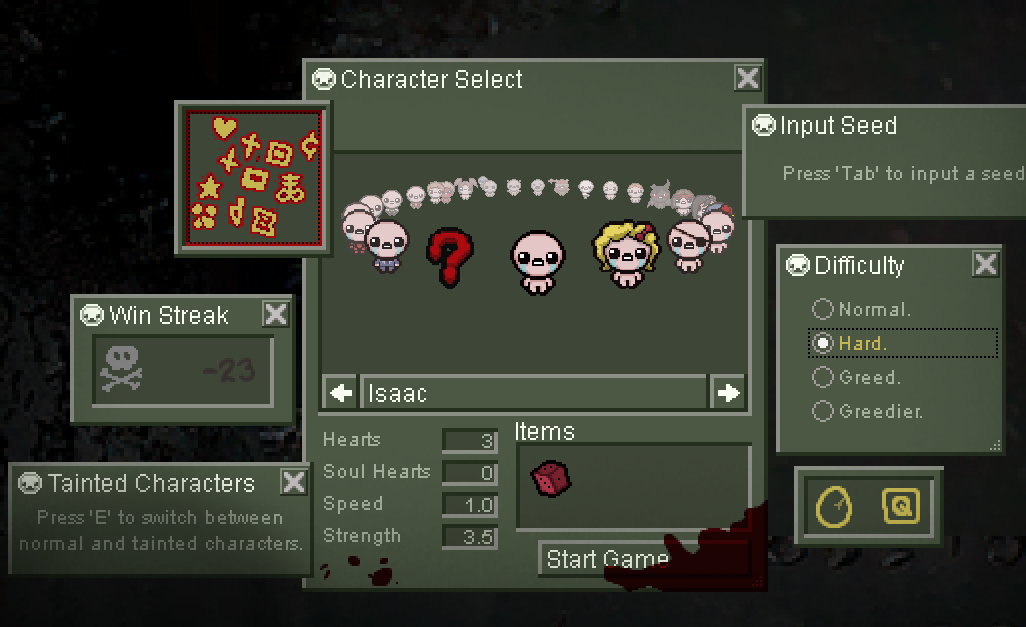 Character Select
Input Seed
Press 'Tab' to input a seed
Win Streak
-23
Difficulty
Normal.
Hard.
Greed.
Greedier.
Isaac
Hearts 3
Soul Hearts 0
Speed 1.0
Strength 3.5
Items
Start Game
Tainted Characters
Press 'E' to switch between
normal and tainted characters.